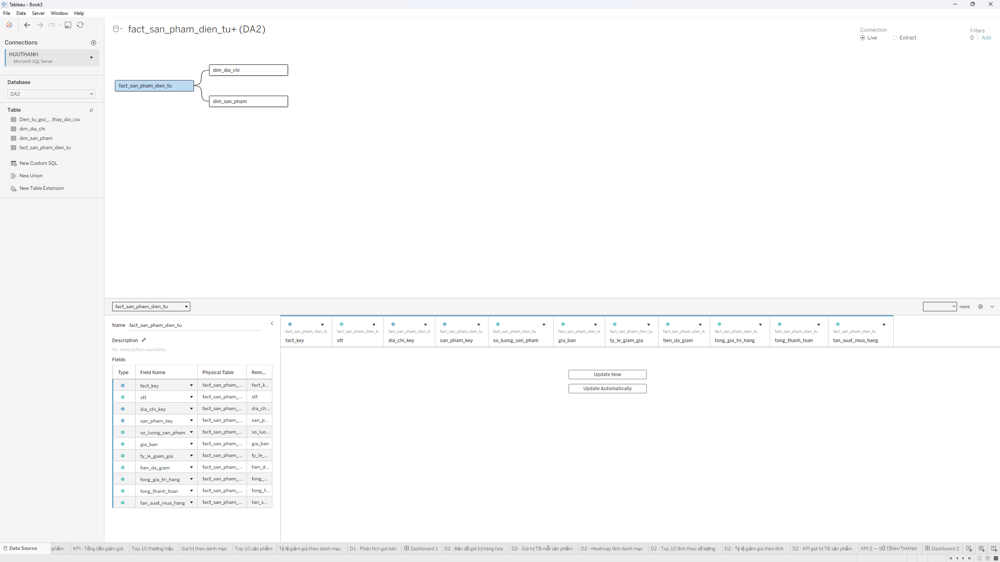 Tableau - Book3
File Data Server Window Help
Connections
HUUTHANH
Microsoft SQL Server
Database
DA2
Table
Dien_tu_goc_...thay_doi_csv
dim_dia_chi
dim_san_pham
fact_san_pham_dien_tu
New Custom SQL
New Union
New Table Extension
fact_san_pham_dien_tu+ (DA2)
Connection
Live Extract
Filters
0 Add
dim_dia_chi
fact_san_pham_dien_tu
dim_san_pham
fact_san_pham_dien_tu
rows
Name fact_san_pham_dien_tu
Description
No description available.
Fields
Type Field Name Physical Table Rem...
fact_key fact_san_pham_... fact_k...
stt fact_san_pham_... stt
dia_chi_key fact_san_pham_... dia_ch...
san_pham_key fact_san_pham_... san_p...
so_luong_san_pham fact_san_pham_... so_luo...
gia_ban fact_san_pham_... gia_ban
ty_le_giam_gia fact_san_pham_... ty_le_...
tien_da_giam fact_san_pham_... tien_d...
tong_gia_tri_hang fact_san_pham_... tong_...
tong_thanh_toan fact_san_pham_... tong_t...
tan_suat_mua_hang fact_san_pham_... tan_s...
fact_san_pham_dien_tu fact_san_pham_dien_tu fact_san_pham_dien_tu fact_san_pham_dien_tu fact_san_pham_dien_tu fact_san_pham_dien_tu fact_san_pham_dien_tu fact_san_pham_dien_tu fact_san_pham_dien_tu fact_san_pham_dien_tu fact_san_pham_dien_tu
fact_key stt dia_chi_key san_pham_key so_luong_san_pham gia_ban ty_le_giam_gia tien_da_giam tong_gia_tri_hang tong_thanh_toan tan_suat_mua_hang
Update Now
Update Automatically
Data Source phẩm KPI - Tổng tiền giảm giá Top 10 thương hiệu Giá trị theo danh mục Top 10 sản phẩm Tỷ lệ giảm giá theo danh mục D1 - Phân tích giá bán Dashboard 1 D2 - Bản đồ giá trị hàng hóa D2 - Giá trị TB mỗi sản phẩm D2 - Heatmap tỉnh danh mục D2 - Top 10 tỉnh theo số lượng D2 - Tỷ lệ giảm giá theo tỉnh D2 - KPI giá trị TB sản phẩm KPI 2 — SỐ TỈNH/THÀNH Dashboard 2